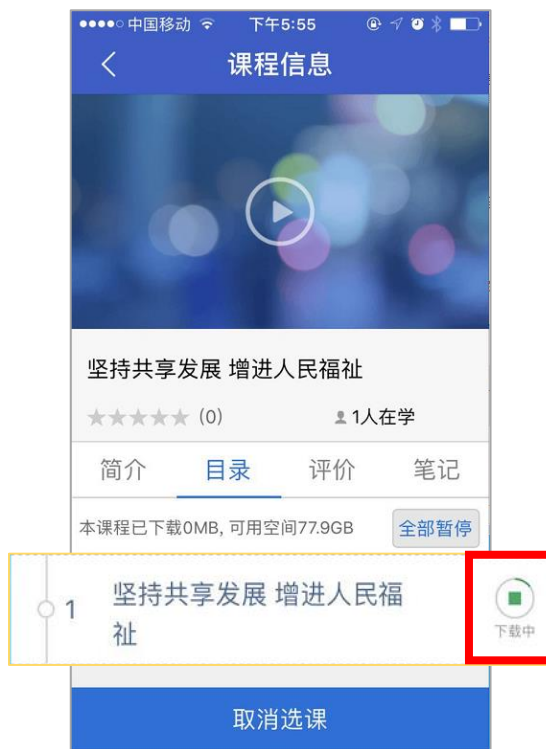 中国移动 下午5:55
课程信息
坚持共享发展 增进人民福祉
(0) 1人在学
简介 目录 评价 笔记
本课程已下载0MB, 可用空间77.9GB 全部暂停
1 坚持共享发展 增进人民福
祉
下载中
取消选课